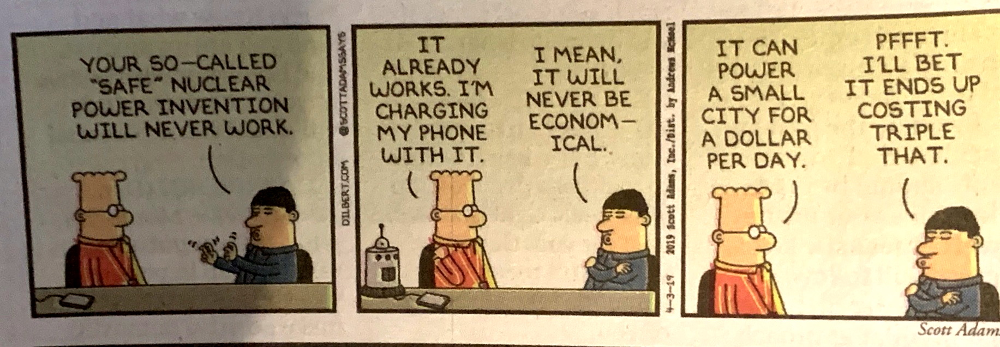 YOUR SO—CALLED
"SAFE" NUCLEAR
POWER INVENTION
WILL NEVER WORK.
DILBERT.COM @SCOTTADAMSSAYS
IT
ALREADY
WORKS. I'M
CHARGING
MY PHONE
WITH IT.
I MEAN,
IT WILL
NEVER BE
ECONOM—
ICAL.
4-3-19 2019 Scott Adams, Inc./Dist. by Andrews McMeel
IT CAN
POWER
A SMALL
CITY FOR
A DOLLAR
PER DAY.
PFFFT.
I'LL BET
IT ENDS UP
COSTING
TRIPLE
THAT.
Scott Adam